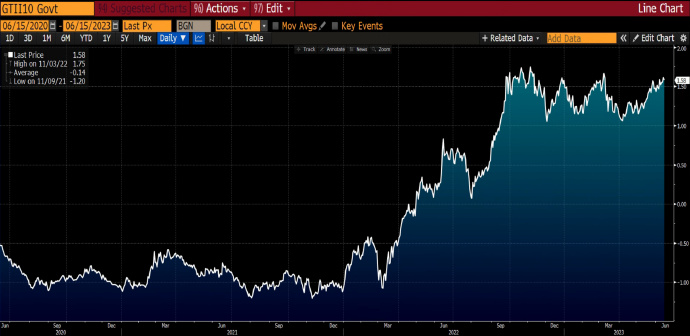 GTII10 Govt 94) Suggested Charts 96) Actions 97) Edit Line Chart
06/15/2020 - 06/15/2023 Last Px BGN Local CCY Mov Avgs Key Events
1D 3D 1M 6M YTD 1Y 5Y Max Daily ▼ Table + Related Data Add Data « Edit Chart
Track Annotate News Zoom
Last Price 1.58
High on 11/03/22 1.75
Average -0.14
Low on 11/09/21 -1.20
2.00
1.58
1.50
1.00
0.50
0.00
-0.50
-1.00
Jun Sep Dec Mar Jun Sep Dec Mar Jun Sep Dec Mar Jun
2020 2021 2022 2023